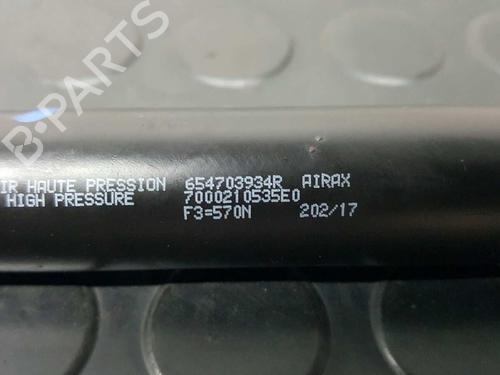 B-PARTS
IR HAUTE PRESSION 654703934R AIRAX
HIGH PRESSURE 7000210535E0
F3=570N 202/17